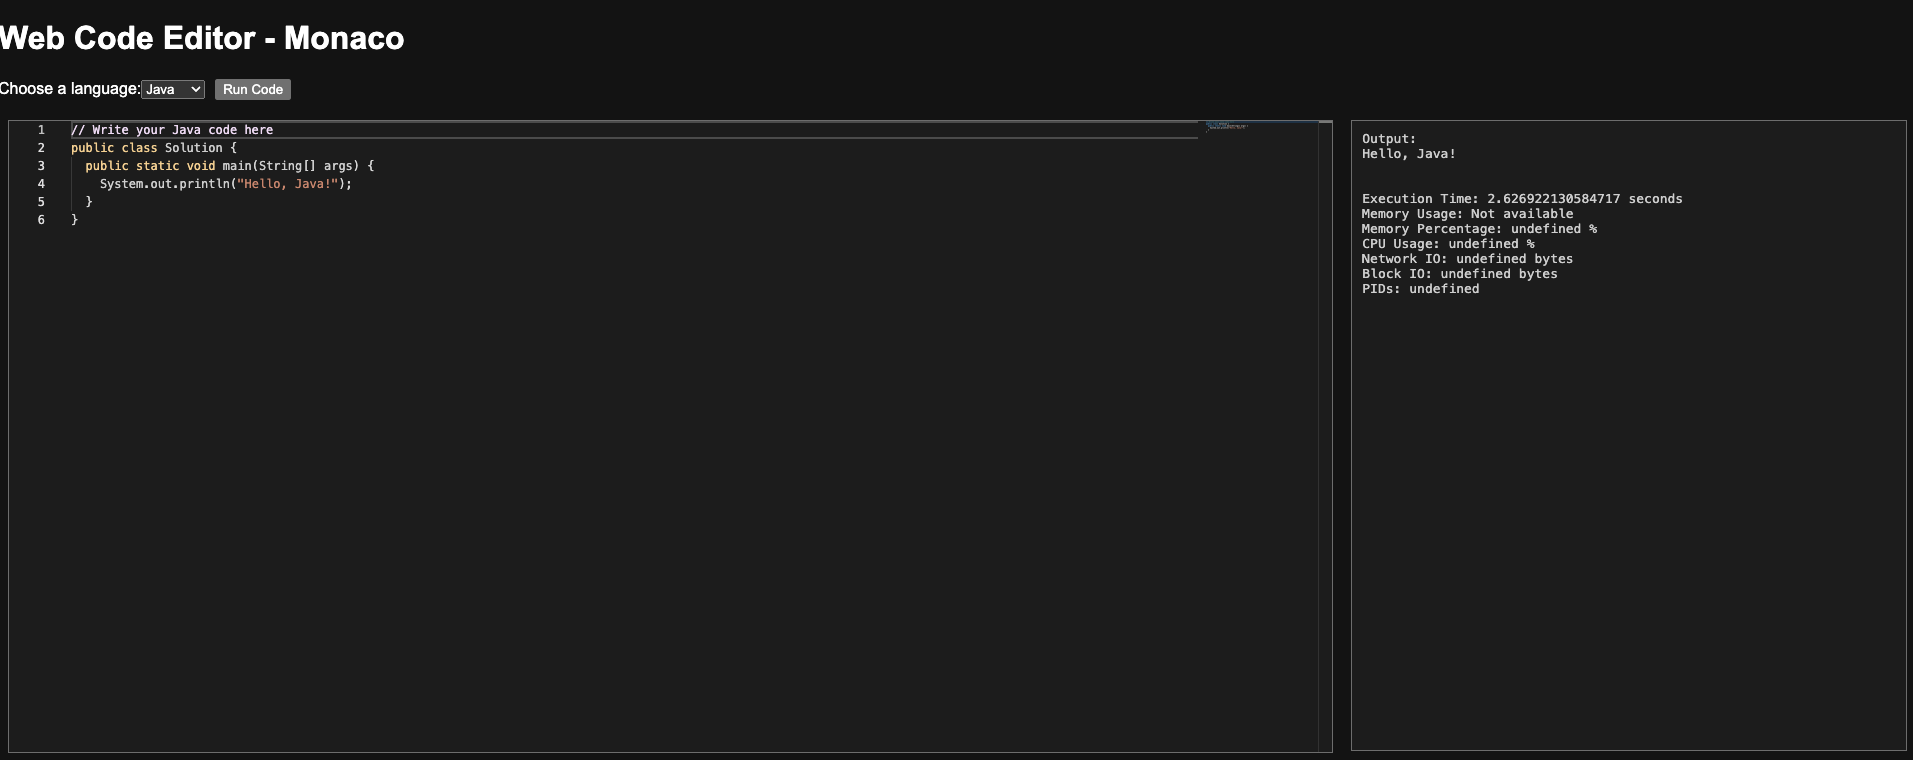 Web Code Editor - Monaco
Choose a language: Java Run Code
1 // Write your Java code here
2 public class Solution {
3   public static void main(String[] args) {
4     System.out.println("Hello, Java!");
5   }
6 }
Output:
Hello, Java!
Execution Time: 2.626922130584717 seconds
Memory Usage: Not available
Memory Percentage: undefined %
CPU Usage: undefined %
Network IO: undefined bytes
Block IO: undefined bytes
PIDs: undefined